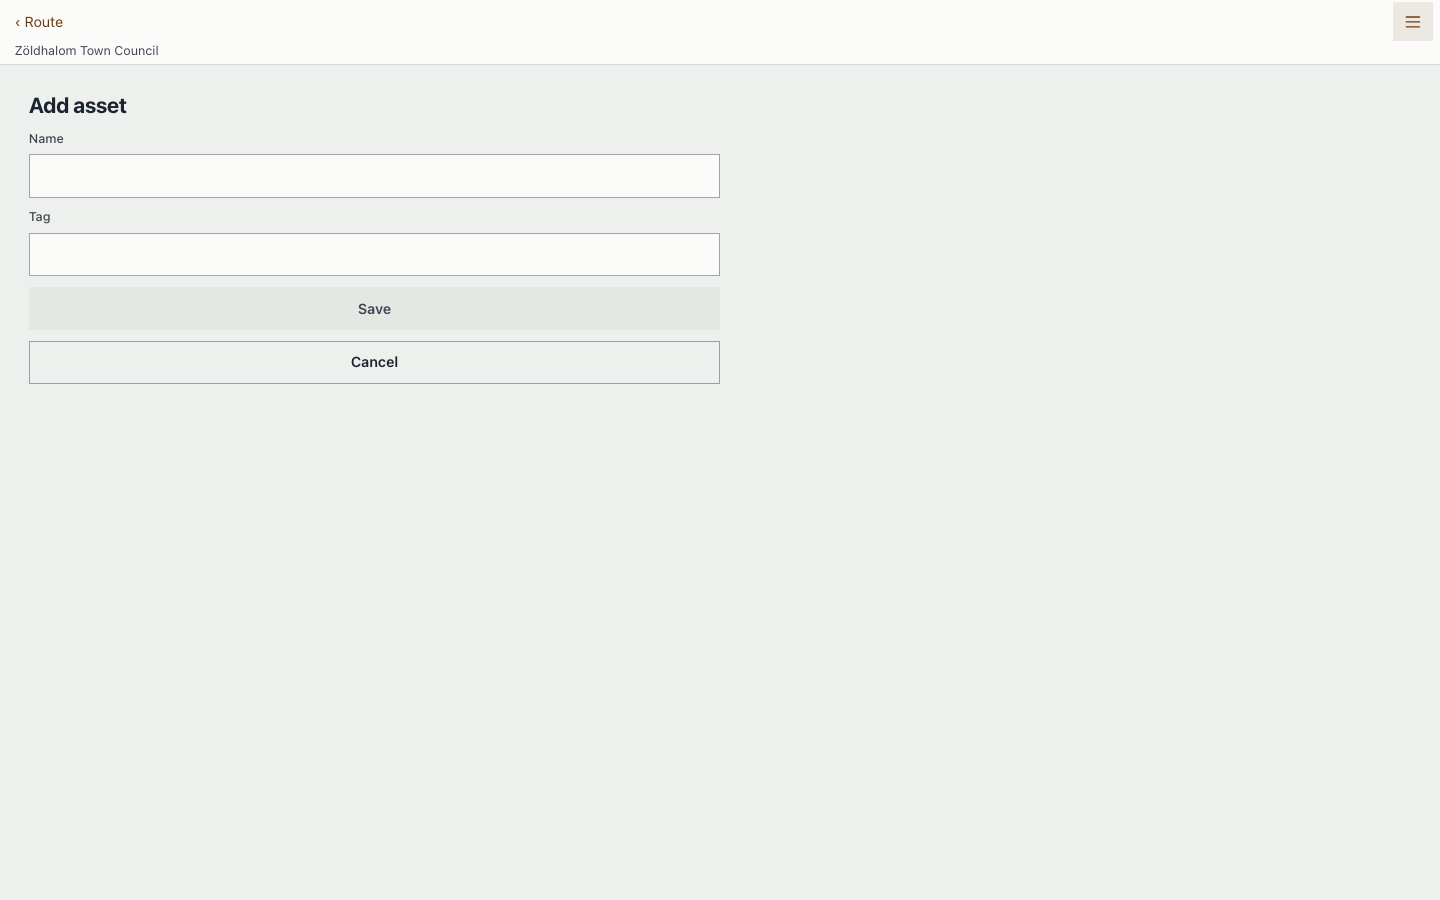 ‹ Route
Zöldhalom Town Council
Add asset
Name
Tag
Save
Cancel